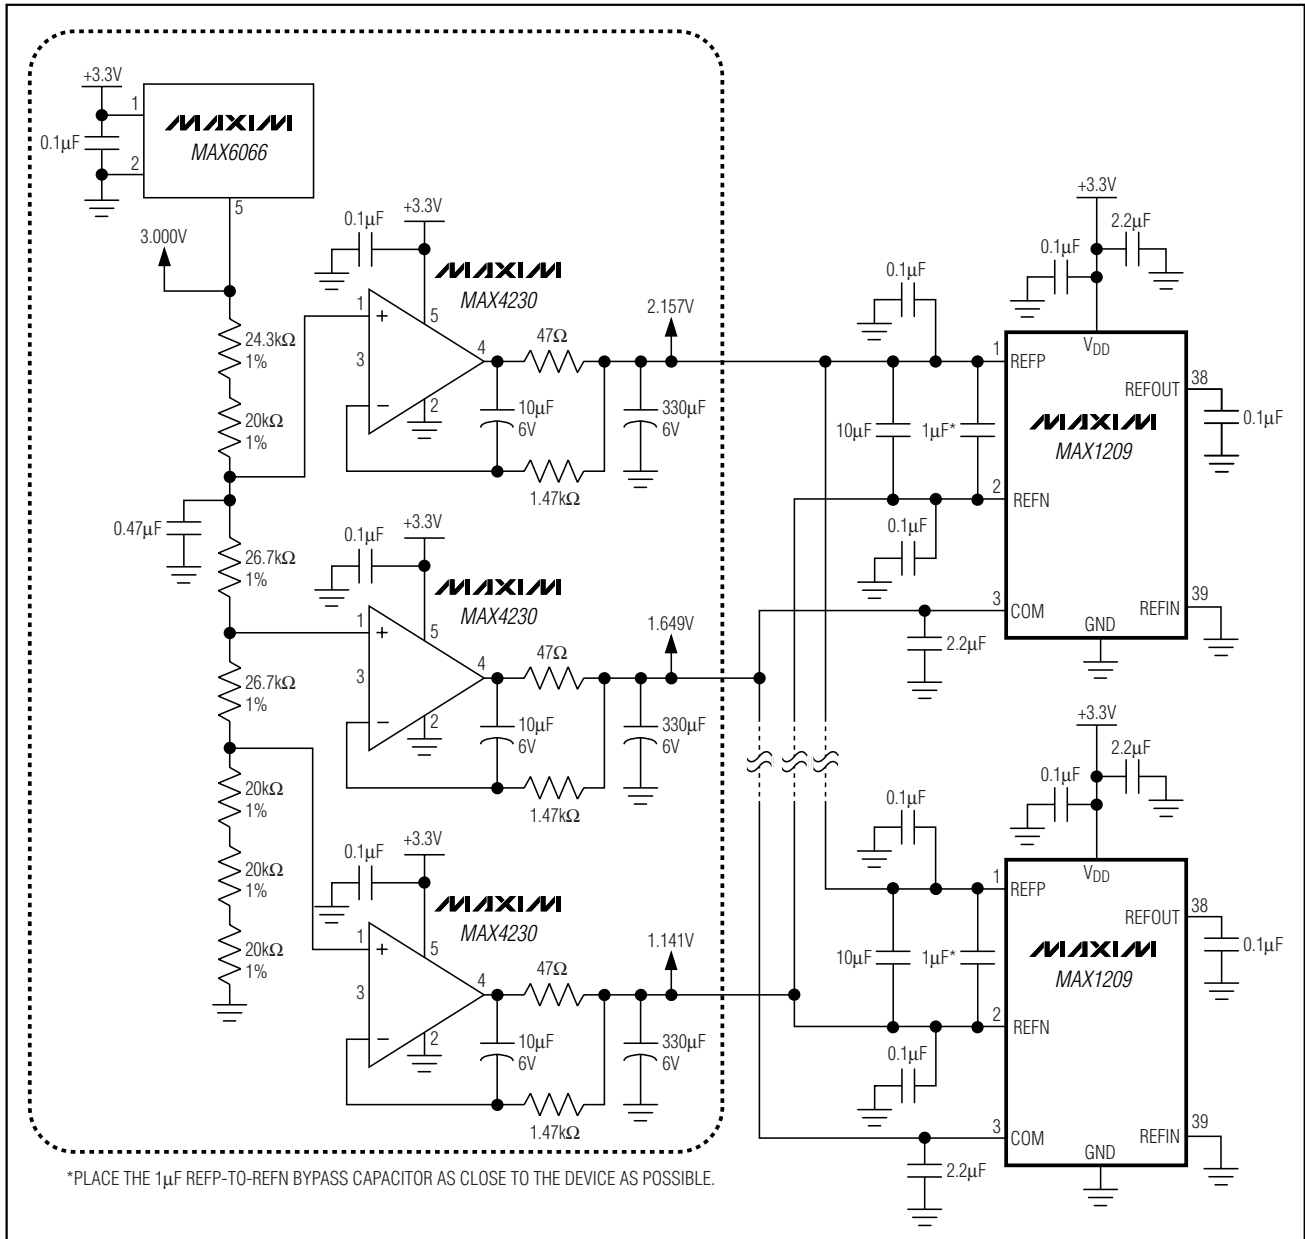 +3.3V
1
0.1µF
2
MAXIM
MAX6066
5
3.000V
24.3kΩ
1%
20kΩ
1%
0.47µF
26.7kΩ
1%
26.7kΩ
1%
20kΩ
1%
20kΩ
1%
20kΩ
1%
+3.3V
0.1µF
MAXIM
MAX4230
1
+
5
3
4
−
2
47Ω
10µF
6V
1.47kΩ
2.157V
330µF
6V
+3.3V
0.1µF
MAXIM
MAX4230
1
+
5
3
4
−
2
47Ω
10µF
6V
1.47kΩ
1.649V
330µF
6V
+3.3V
0.1µF
MAXIM
MAX4230
1
+
5
3
4
−
2
47Ω
10µF
6V
1.47kΩ
1.141V
330µF
6V
+3.3V
2.2µF
0.1µF
0.1µF
VDD
1
REFP
38
REFOUT
0.1µF
10µF
1µF*
MAXIM
MAX1209
2
REFN
0.1µF
3
COM
39
REFIN
GND
2.2µF
+3.3V
2.2µF
0.1µF
0.1µF
VDD
1
REFP
38
REFOUT
0.1µF
10µF
1µF*
MAXIM
MAX1209
2
REFN
0.1µF
3
COM
39
REFIN
GND
2.2µF
*PLACE THE 1µF REFP-TO-REFN BYPASS CAPACITOR AS CLOSE TO THE DEVICE AS POSSIBLE.